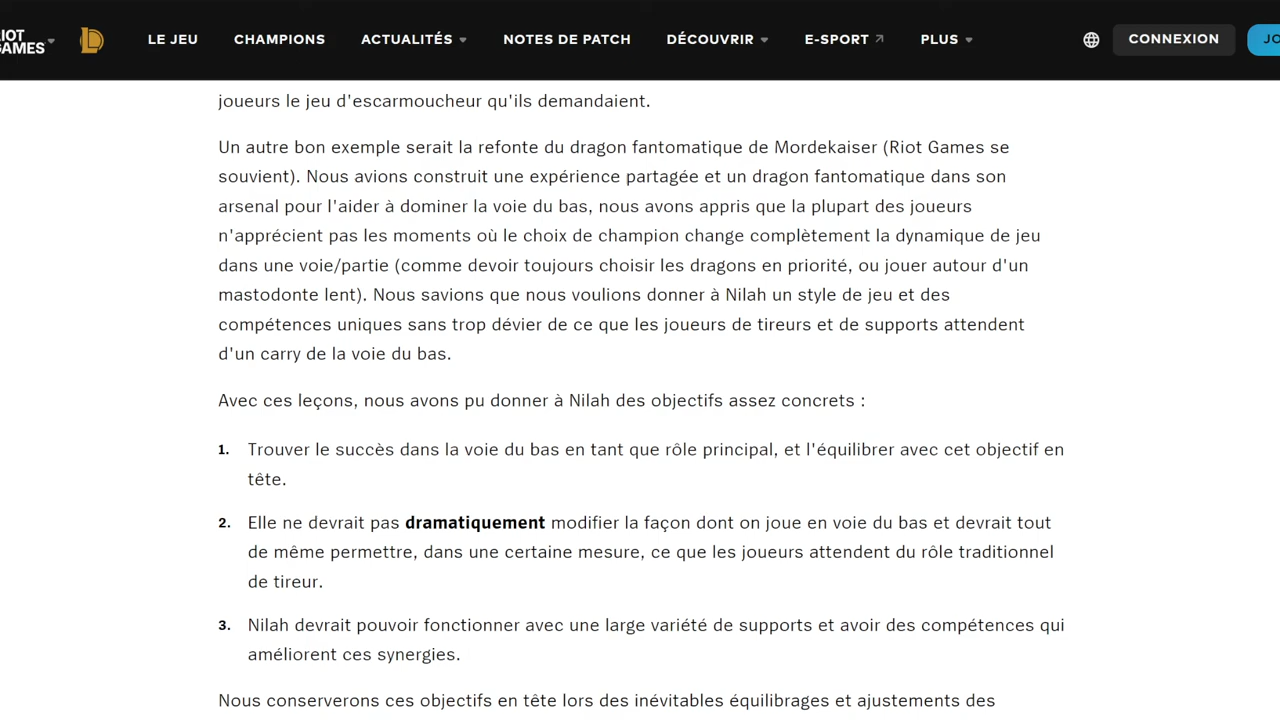 RIOT
GAMES
LE JEU
CHAMPIONS
ACTUALITÉS
NOTES DE PATCH
DÉCOUVRIR
E-SPORT
PLUS
CONNEXION
JO
joueurs le jeu d'escarmoucheur qu'ils demandaient.
Un autre bon exemple serait la refonte du dragon fantomatique de Mordekaiser (Riot Games se
souvient). Nous avions construit une expérience partagée et un dragon fantomatique dans son
arsenal pour l'aider à dominer la voie du bas, nous avons appris que la plupart des joueurs
n'apprécient pas les moments où le choix de champion change complètement la dynamique de jeu
dans une voie/partie (comme devoir toujours choisir les dragons en priorité, ou jouer autour d'un
mastodonte lent). Nous savions que nous voulions donner à Nilah un style de jeu et des
compétences uniques sans trop dévier de ce que les joueurs de tireurs et de supports attendent
d'un carry de la voie du bas.
Avec ces leçons, nous avons pu donner à Nilah des objectifs assez concrets :
1. Trouver le succès dans la voie du bas en tant que rôle principal, et l'équilibrer avec cet objectif en
tête.
2. Elle ne devrait pas dramatiquement modifier la façon dont on joue en voie du bas et devrait tout
de même permettre, dans une certaine mesure, ce que les joueurs attendent du rôle traditionnel
de tireur.
3. Nilah devrait pouvoir fonctionner avec une large variété de supports et avoir des compétences qui
améliorent ces synergies.
Nous conserverons ces objectifs en tête lors des inévitables équilibrages et ajustements des